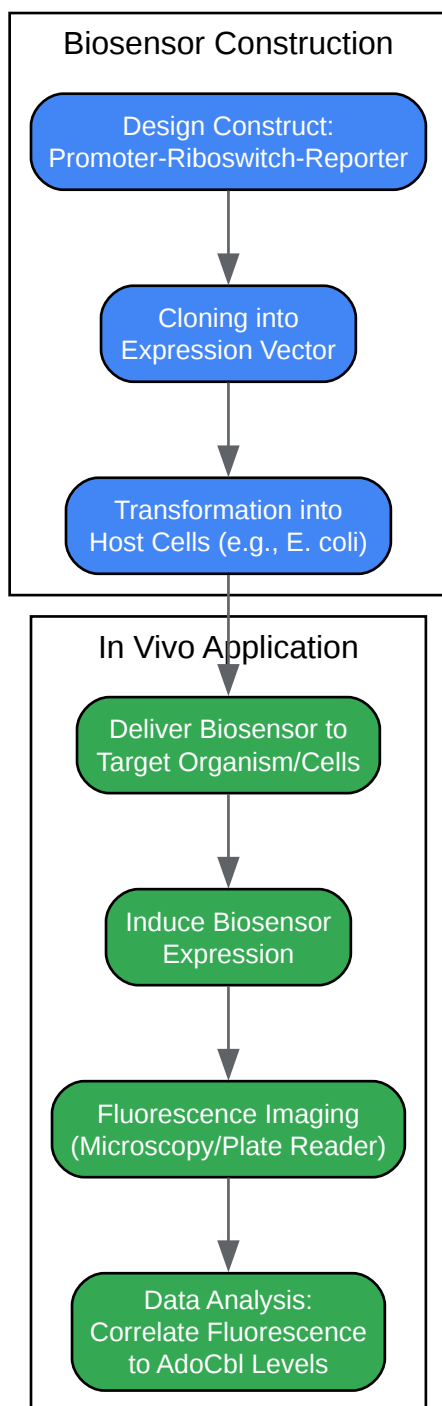 Biosensor Construction
Design Construct:
Promoter-Riboswitch-Reporter
Cloning into
Expression Vector
Transformation into
Host Cells (e.g., E. coli)
In Vivo Application
Deliver Biosensor to
Target Organism/Cells
Induce Biosensor
Expression
Fluorescence Imaging
(Microscopy/Plate Reader)
Data Analysis:
Correlate Fluorescence
to AdoCbl Levels